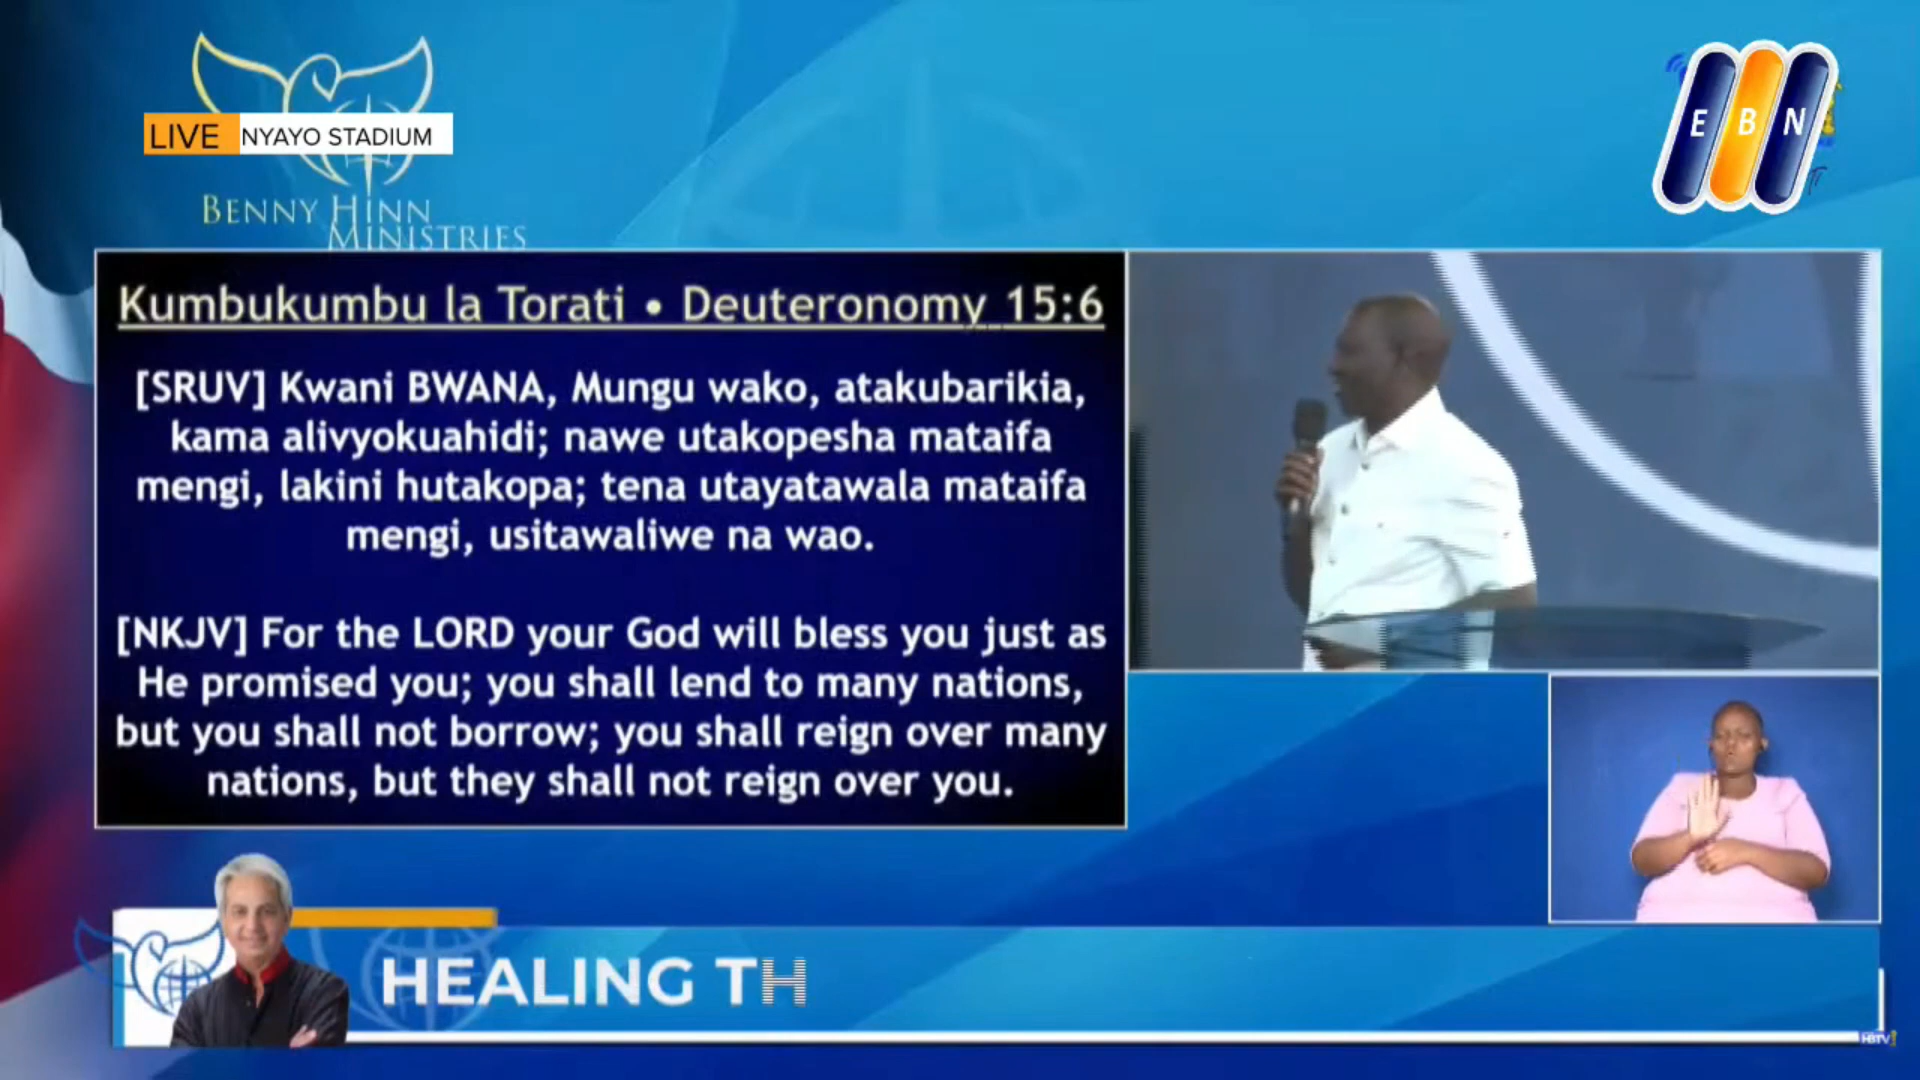 LIVE NYAYO STADIUM
BENNY HINN
MINISTRIES
E B N
Kumbukumbu la Torati • Deuteronomy 15:6
[SRUV] Kwani BWANA, Mungu wako, atakubarikia,
kama alivyokuahidi; nawe utakopesha mataifa
mengi, lakini hutakopa; tena utayatawala mataifa
mengi, usitawaliwe na wao.
[NKJV] For the LORD your God will bless you just as
He promised you; you shall lend to many nations,
but you shall not borrow; you shall reign over many
nations, but they shall not reign over you.
HEALING TH
HBTV